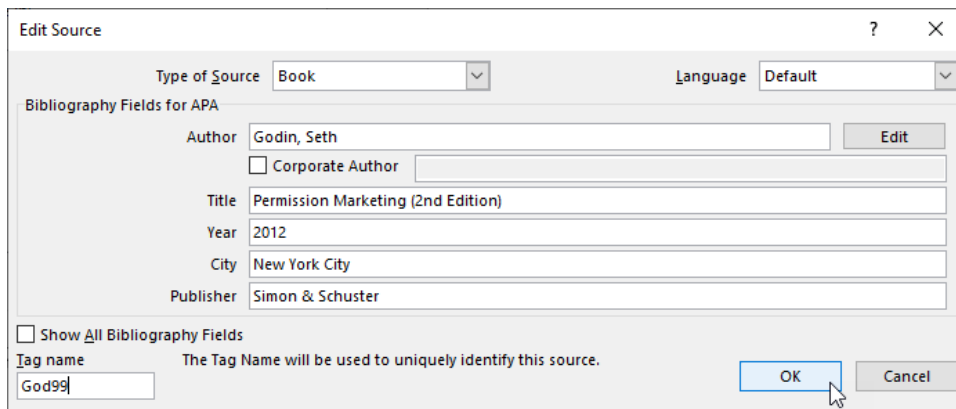 Edit Source ? X
Type of Source Book Language Default
Bibliography Fields for APA
Author Godin, Seth Edit
Corporate Author
Title Permission Marketing (2nd Edition)
Year 2012
City New York City
Publisher Simon & Schuster
Show All Bibliography Fields
Tag name The Tag Name will be used to uniquely identify this source.
God99 OK Cancel